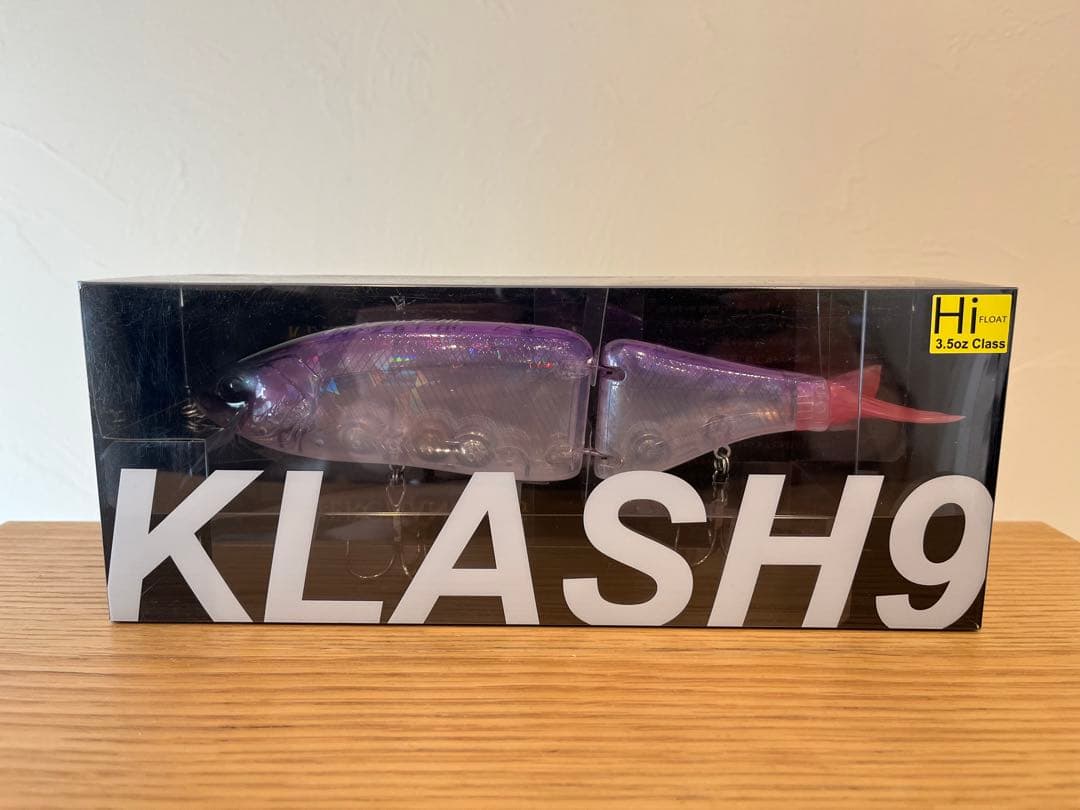 Hi FLOAT
3.5oz Class
KLASH9